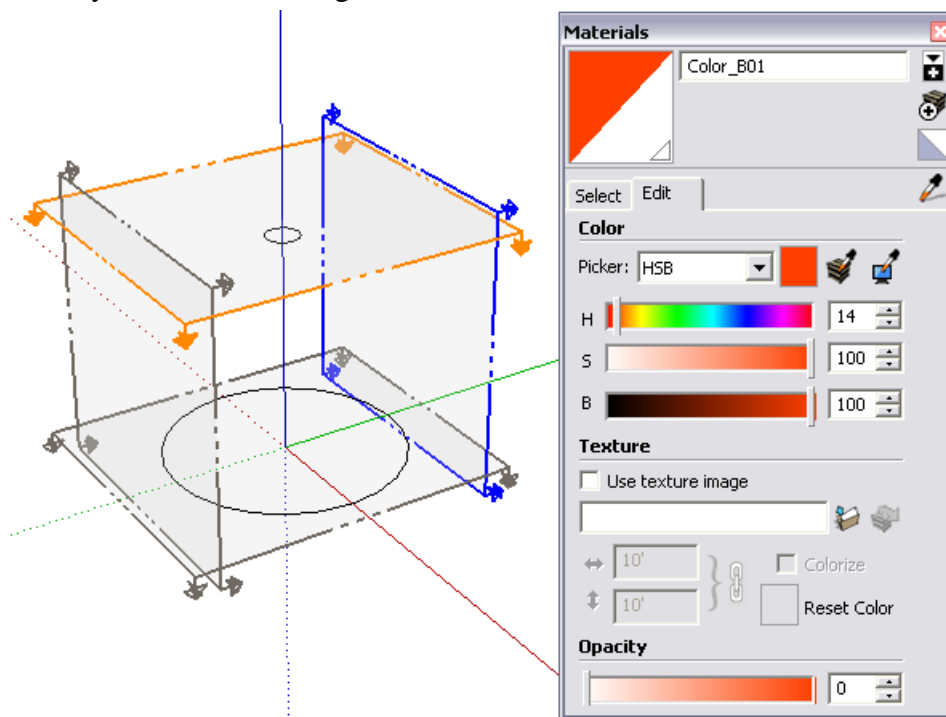 Materials
Color_B01
Select Edit
Color
Picker: HSB
H 14
S 100
B 100
Texture
Use texture image
10' Colorize
10' Reset Color
Opacity
0